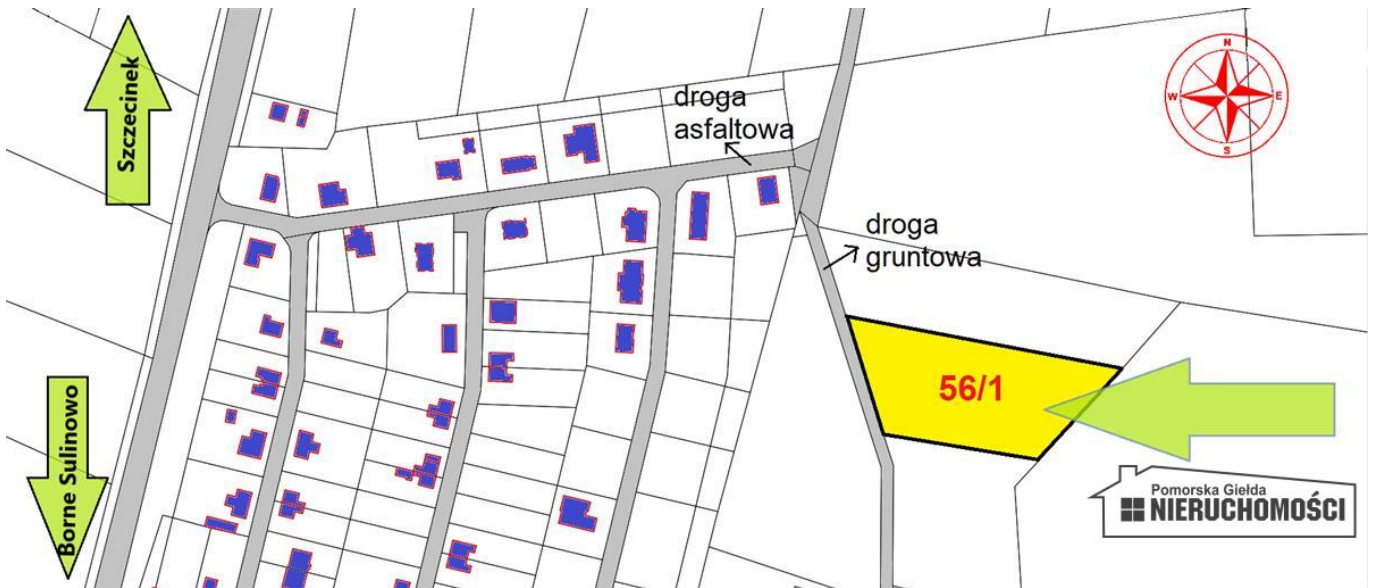 Szczecinek
droga
asfaltowa
N
W
E
S
droga
gruntowa
56/1
Borne Sulinowo
Pomorska Giełda
NIERUCHOMOŚCI